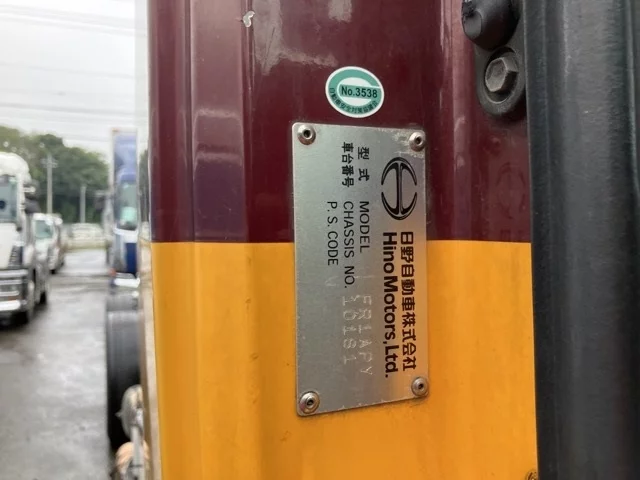 No.3538
日野自動車株式会社
HinoMotors,Ltd.
型式 MODEL
車台番号 CHASSIS NO. 10181
P. S. CODE